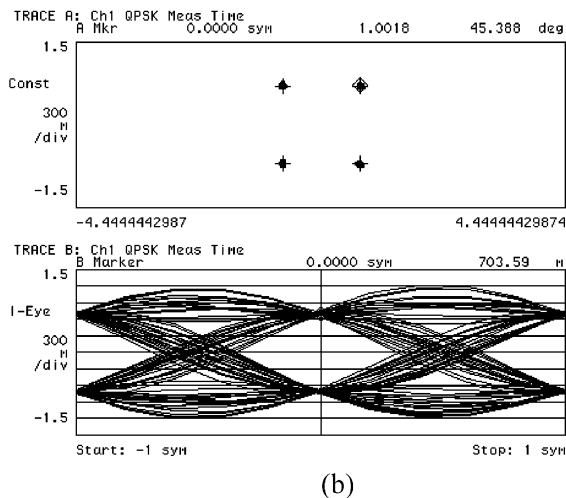 TRACE A: Ch1 QPSK Meas Time
A Mkr 0.0000 sym 1.0018 45.388 deg
1.5
Const
300
M
/div
-1.5
-4.4444442987 4.44444429874
TRACE B: Ch1 QPSK Meas Time
B Marker 0.0000 sym 703.59 M
1.5
I-Eye
300
M
/div
-1.5
Start: -1 sym Stop: 1 sym
(b)